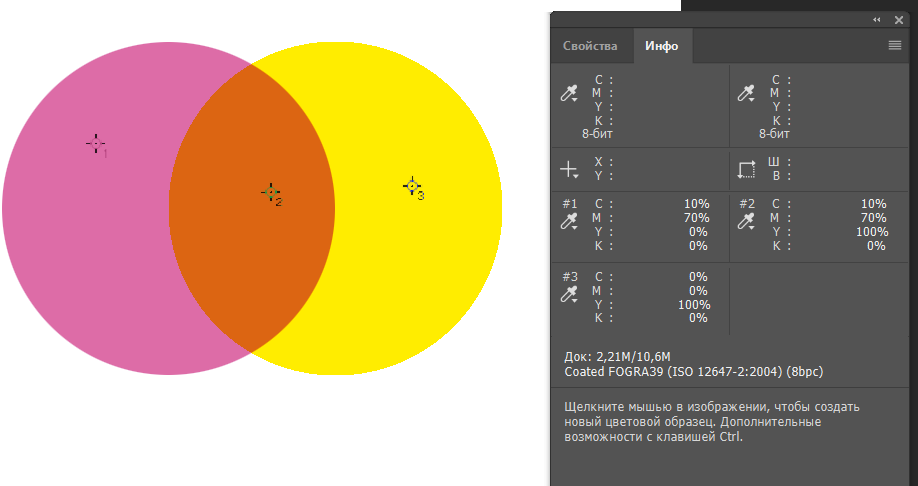 Свойства Инфо
C : C :
M : M :
Y : Y :
K : K :
8-бит 8-бит
X : Ш :
Y : В :
#1 C : 10% #2 C : 10%
M : 70% M : 70%
Y : 0% Y : 100%
K : 0% K : 0%
#3 C : 0%
M : 0%
Y : 100%
K : 0%
Док: 2,21M/10,6M
Coated FOGRA39 (ISO 12647-2:2004) (8bpc)
Щелкните мышью в изображении, чтобы создать
новый цветовой образец. Дополнительные
возможности с клавишей Ctrl.
1
2
3